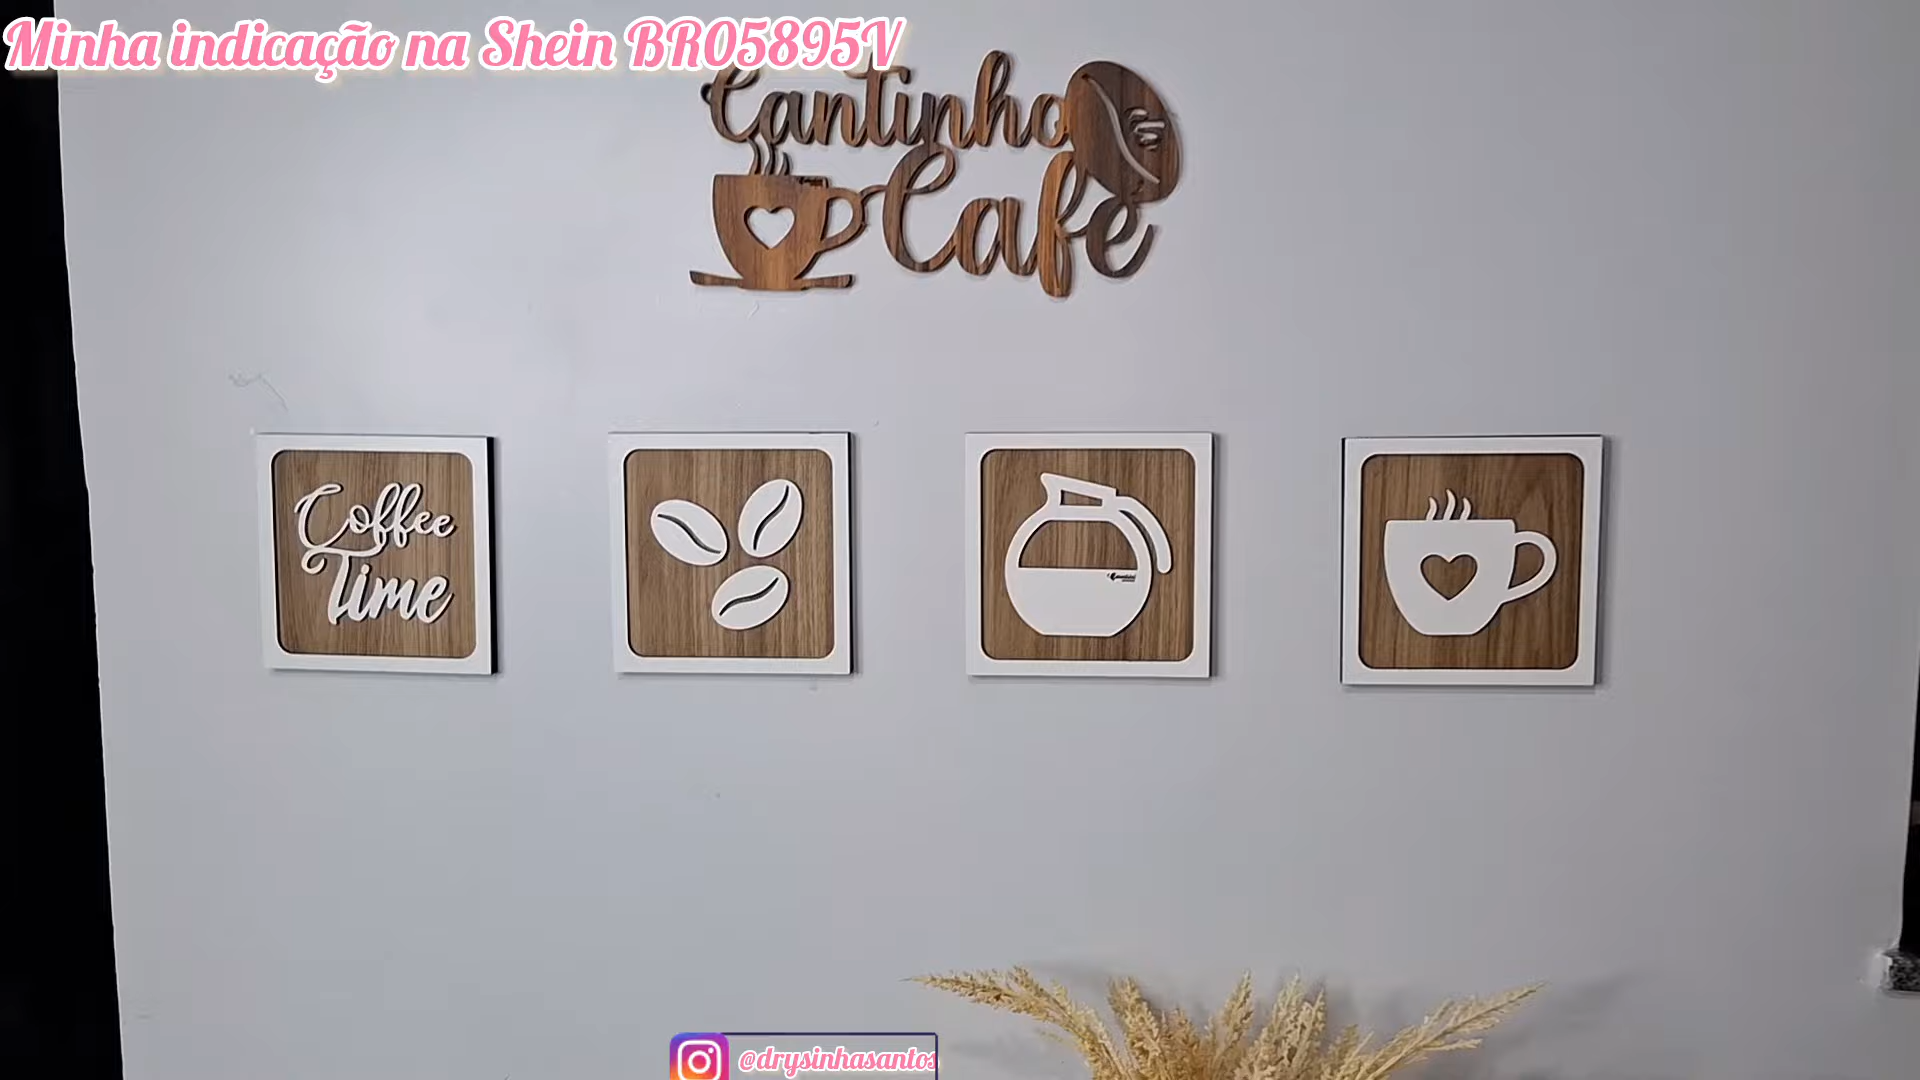 Minha indicação na Shein BR05895V
Cantinho
Café
Coffee
Time
@drysinhasantos